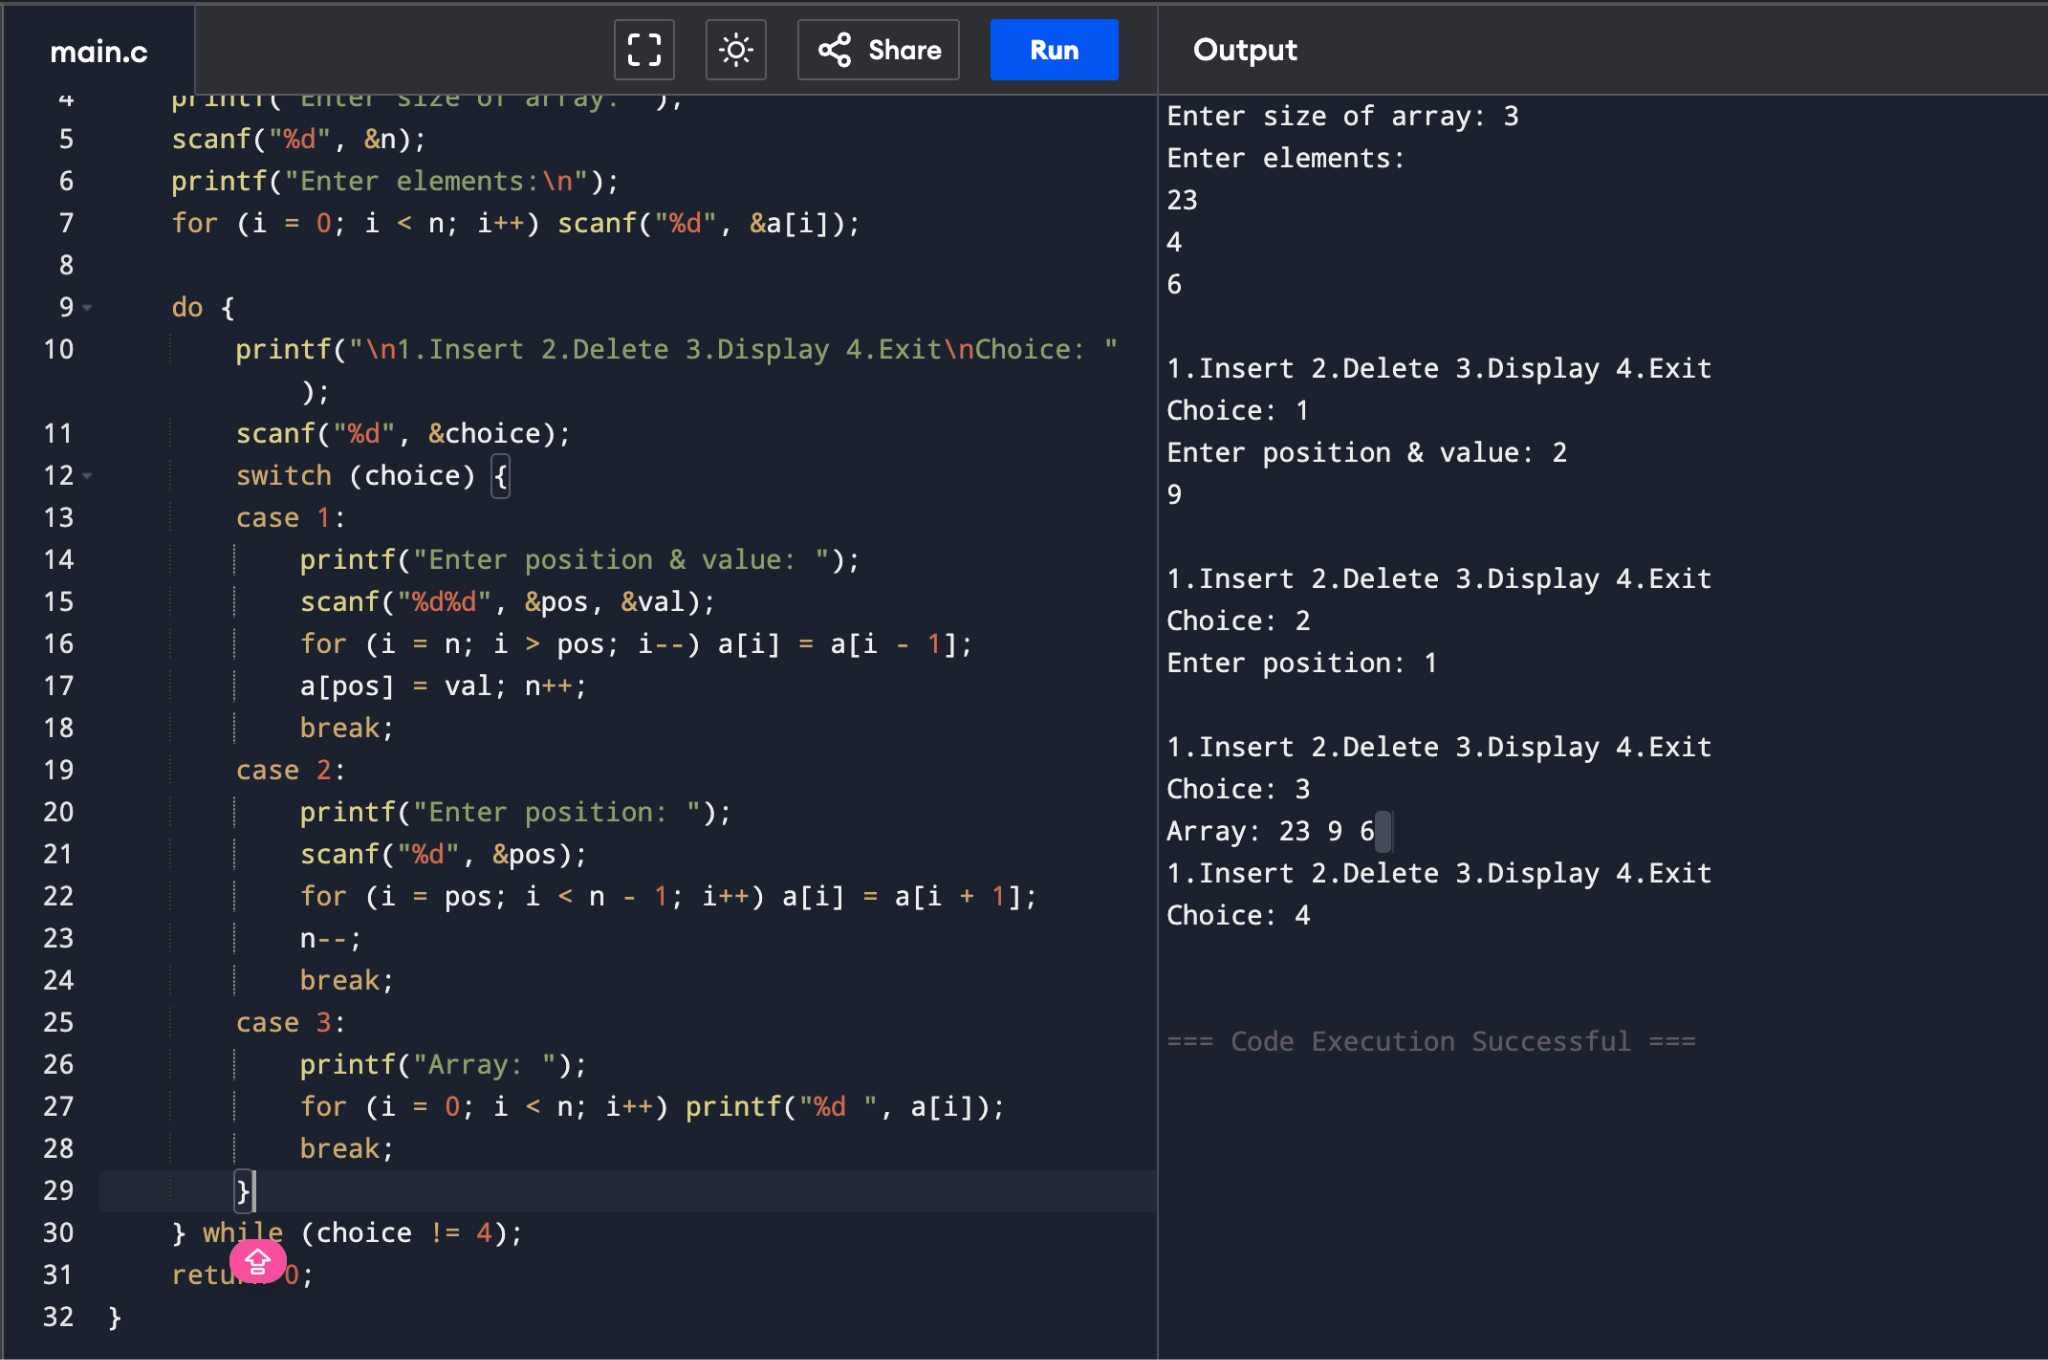 main.c
Share
Run
Output
4 printf("Enter size of array: ");
5 scanf("%d", &n);
6 printf("Enter elements:\n");
7 for (i = 0; i < n; i++) scanf("%d", &a[i]);
8
9 do {
10 printf("\n1.Insert 2.Delete 3.Display 4.Exit\nChoice: "
);
11 scanf("%d", &choice);
12 switch (choice) {
13 case 1:
14 printf("Enter position & value: ");
15 scanf("%d%d", &pos, &val);
16 for (i = n; i > pos; i--) a[i] = a[i - 1];
17 a[pos] = val; n++;
18 break;
19 case 2:
20 printf("Enter position: ");
21 scanf("%d", &pos);
22 for (i = pos; i < n - 1; i++) a[i] = a[i + 1];
23 n--;
24 break;
25 case 3:
26 printf("Array: ");
27 for (i = 0; i < n; i++) printf("%d ", a[i]);
28 break;
29 }
30 } while (choice != 4);
31 return 0;
32 }
Enter size of array: 3
Enter elements:
23
4
6
1.Insert 2.Delete 3.Display 4.Exit
Choice: 1
Enter position & value: 2
9
1.Insert 2.Delete 3.Display 4.Exit
Choice: 2
Enter position: 1
1.Insert 2.Delete 3.Display 4.Exit
Choice: 3
Array: 23 9 6
1.Insert 2.Delete 3.Display 4.Exit
Choice: 4
=== Code Execution Successful ===